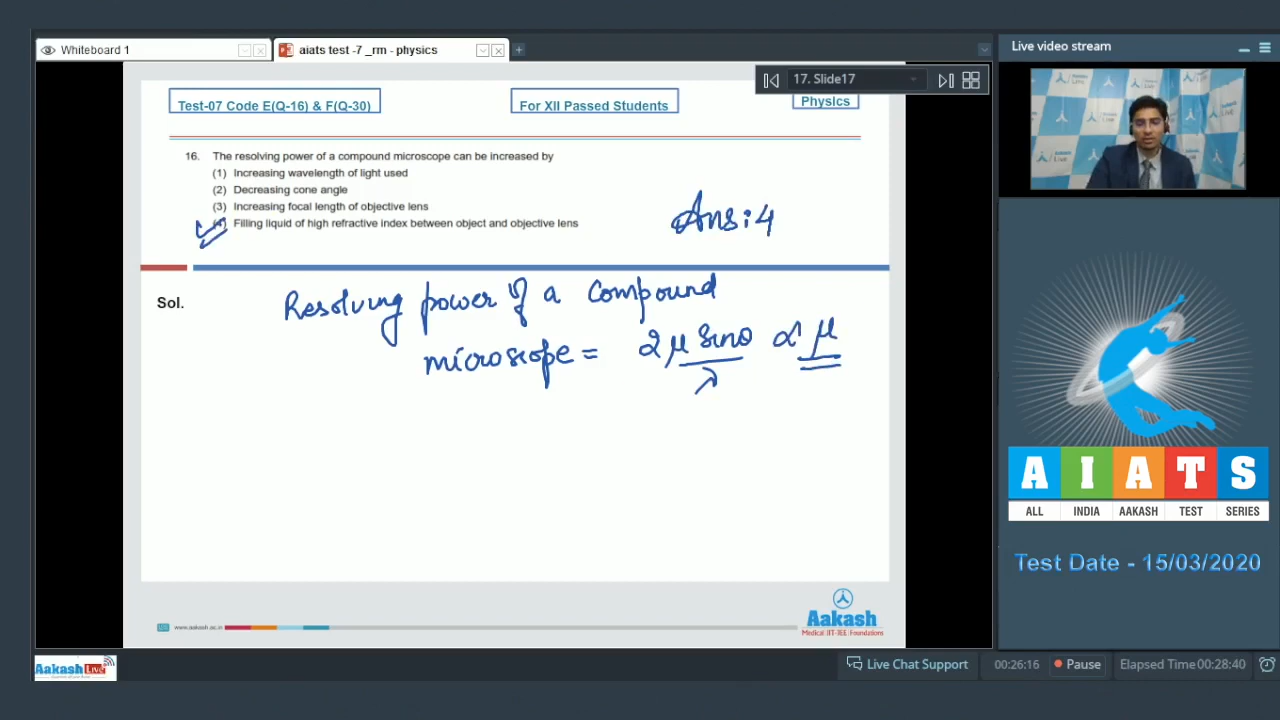 Whiteboard 1
aiats test -7 _rm - physics
Live video stream
17. Slide17
Test-07 Code E(Q-16) & F(Q-30)
For XII Passed Students
Physics
16. The resolving power of a compound microscope can be increased by
(1) Increasing wavelength of light used
(2) Decreasing cone angle
(3) Increasing focal length of objective lens
(4) Filling liquid of high refractive index between object and objective lens
Ans: 4
Sol.
Resolving power of a compound
microscope = 2μ sinθ / λ ∝ μ
AIATS
ALL INDIA AAKASH TEST SERIES
Test Date - 15/03/2020
www.aakash.ac.in
Aakash
Medical|IIT-JEE|Foundations
Aakash Live
Live Chat Support
00:26:16
Pause
Elapsed Time 00:28:40